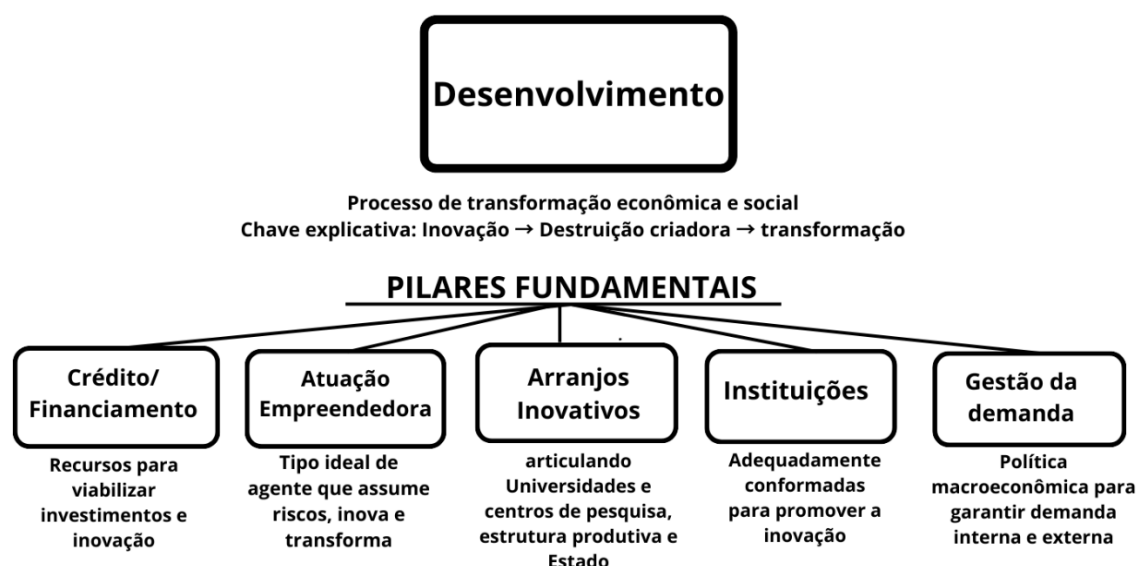 Desenvolvimento
Processo de transformação econômica e social
Chave explicativa: Inovação → Destruição criadora → transformação
PILARES FUNDAMENTAIS
Crédito/
Financiamento
Recursos para
viabilizar
investimentos e
inovação
Atuação
Empreendedora
Tipo ideal de
agente que assume
riscos, inova e
transforma
Arranjos
Inovativos
articulando
Universidades e
centros de pesquisa,
estrutura produtiva e
Estado
Instituições
Adequadamente
conformadas
para promover a
inovação
Gestão da
demanda
Política
macroeconômica para
garantir demanda
interna e externa